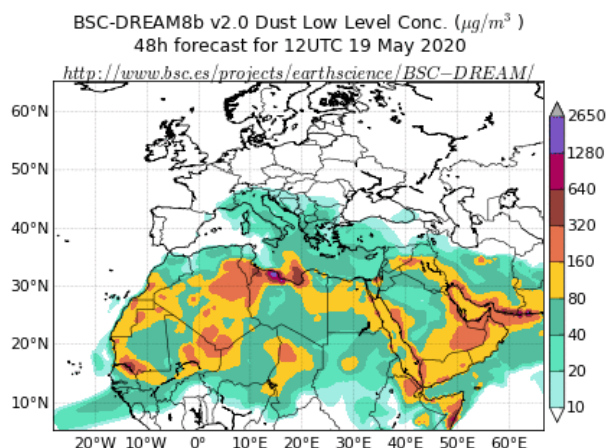 BSC-DREAM8b v2.0 Dust Low Level Conc. (μg/m³ )
48h forecast for 12UTC 19 May 2020
http://www.bsc.es/projects/earthscience/BSC−DREAM/
60°N
50°N
40°N
30°N
20°N
10°N
20°W 10°W 0° 10°E 20°E 30°E 40°E 50°E 60°E
2650
1280
640
320
160
80
40
20
10